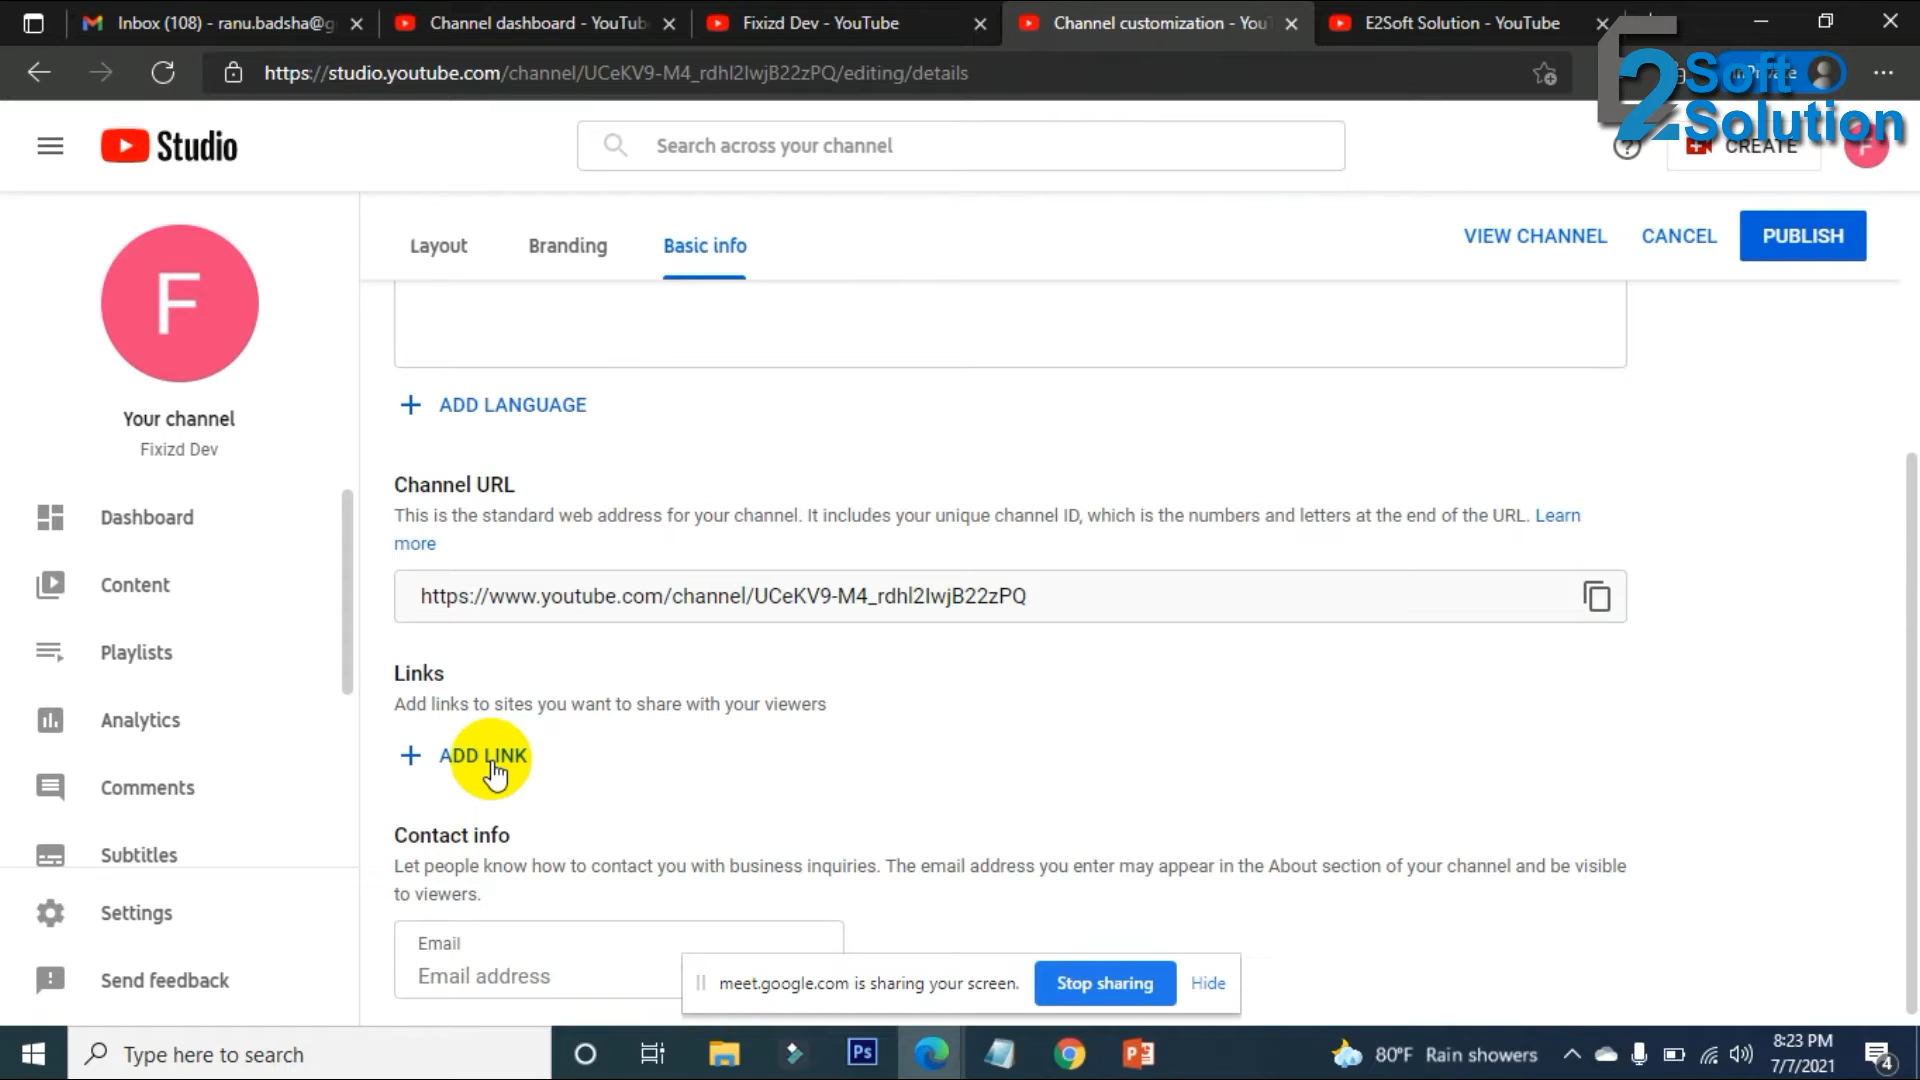 Inbox (108) - ranu.badsha@g
Channel dashboard - YouTub
Fixizd Dev - YouTube
Channel customization - You
E2Soft Solution - YouTube
https://studio.youtube.com/channel/UCeKV9-M4_rdhl2IwjB22zPQ/editing/details
2Soft
Solution
Studio
Search across your channel
CREATE
F
Layout
Branding
Basic info
VIEW CHANNEL
CANCEL
PUBLISH
F
Your channel
Fixizd Dev
Dashboard
Content
Playlists
Analytics
Comments
Subtitles
Settings
Send feedback
ADD LANGUAGE
Channel URL
This is the standard web address for your channel. It includes your unique channel ID, which is the numbers and letters at the end of the URL. Learn
more
https://www.youtube.com/channel/UCeKV9-M4_rdhl2IwjB22zPQ
Links
Add links to sites you want to share with your viewers
ADD LINK
Contact info
Let people know how to contact you with business inquiries. The email address you enter may appear in the About section of your channel and be visible
to viewers.
Email
Email address
meet.google.com is sharing your screen.
Stop sharing
Hide
Type here to search
Ps
80°F Rain showers
8:23 PM
7/7/2021
4